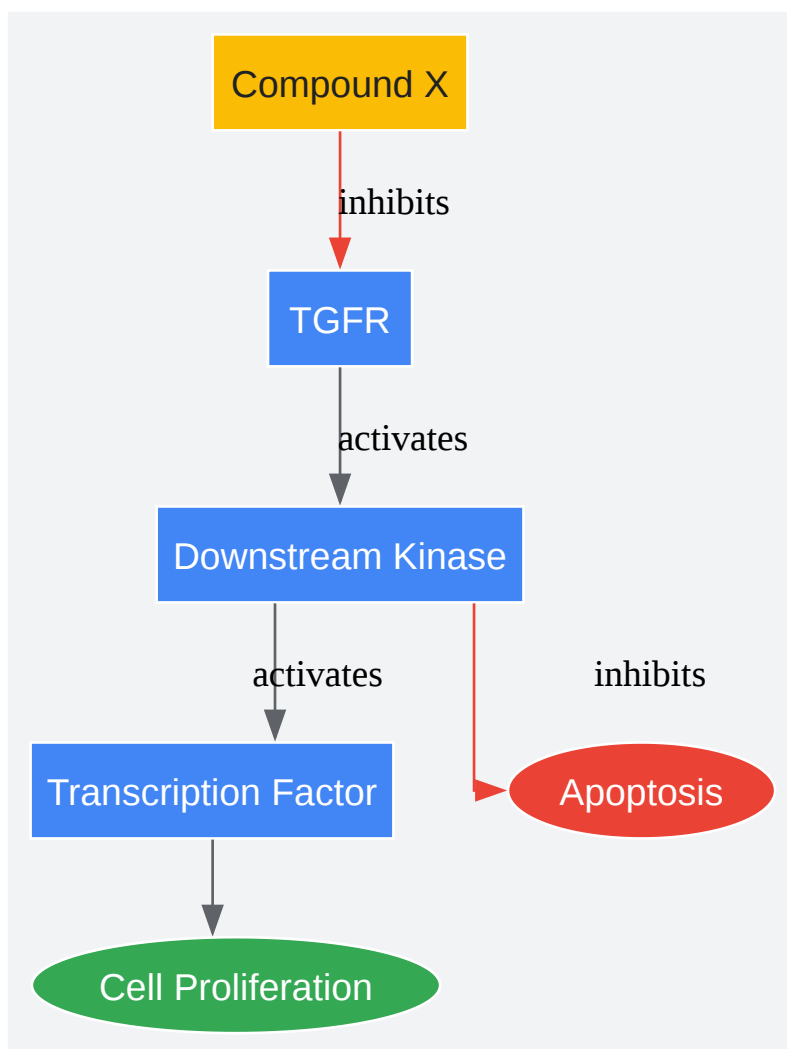 Compound X
inhibits
TGFR
activates
Downstream Kinase
activates
inhibits
Transcription Factor
Apoptosis
Cell Proliferation